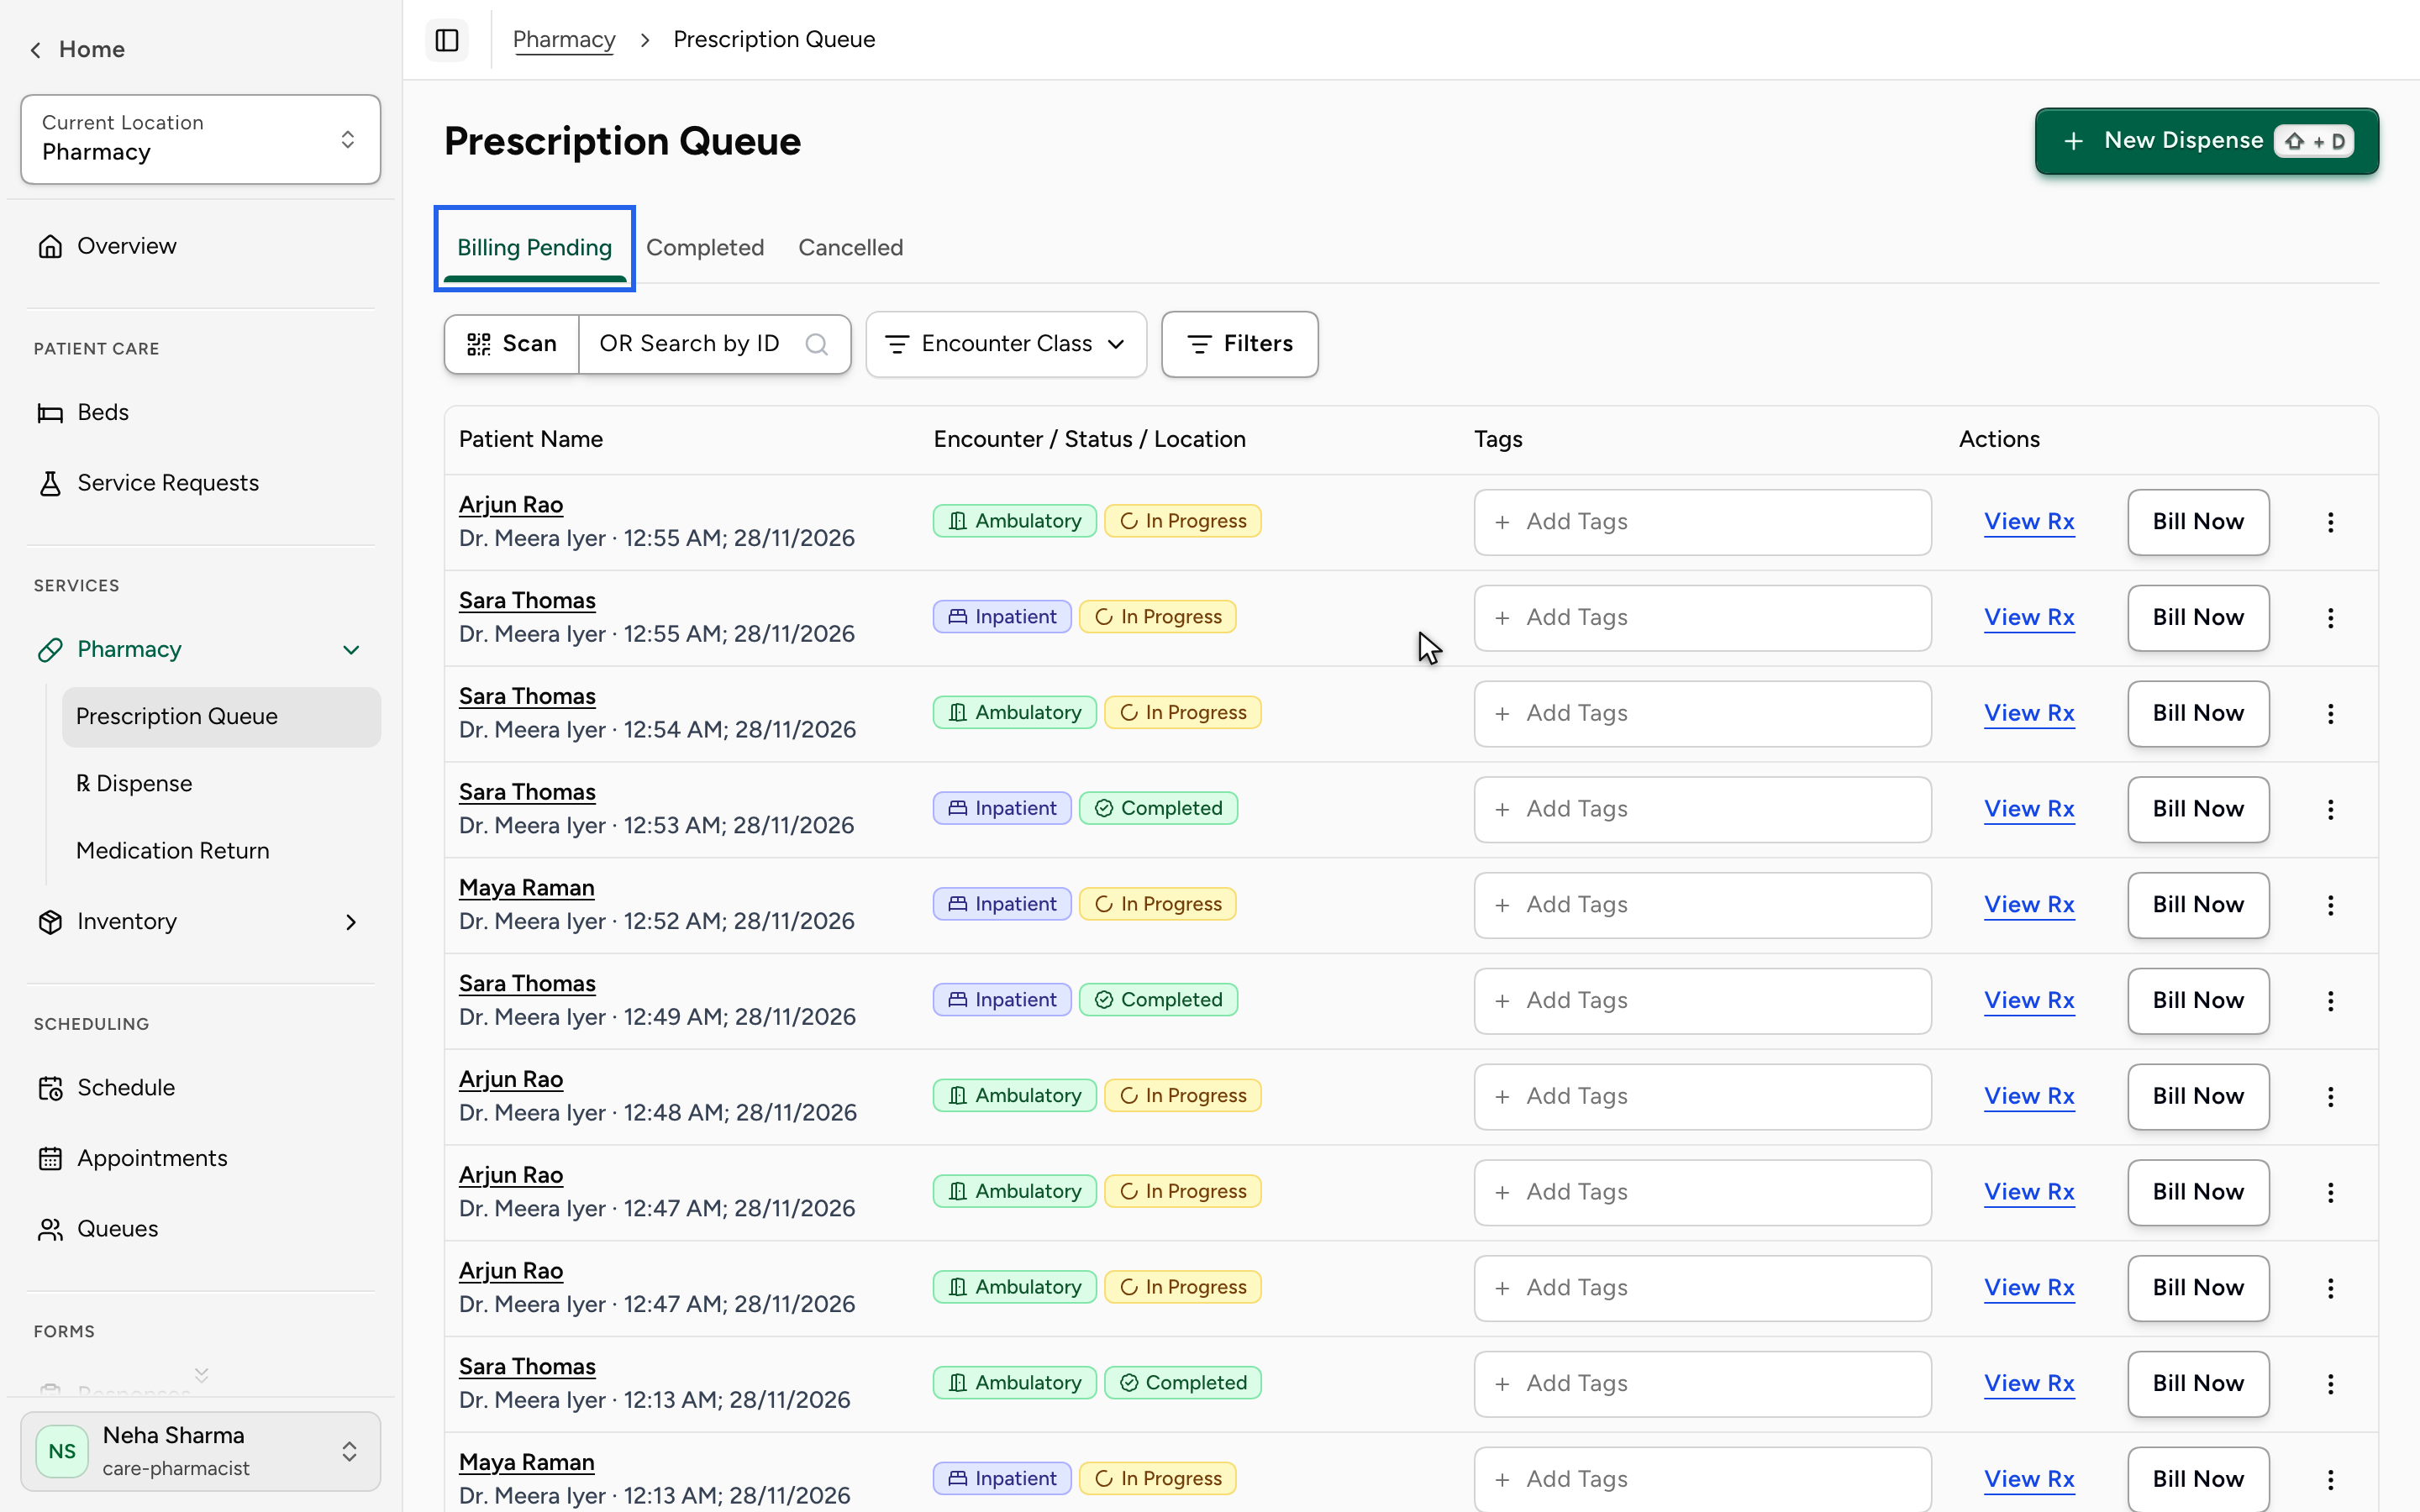 Home
Current Location
Pharmacy
Overview
PATIENT CARE
Beds
Service Requests
SERVICES
Pharmacy
Prescription Queue
℞ Dispense
Medication Return
Inventory
SCHEDULING
Schedule
Appointments
Queues
FORMS
Responses
NS
Neha Sharma
care-pharmacist
Pharmacy > Prescription Queue
Prescription Queue
+ New Dispense ⇧ + D
Billing Pending Completed Cancelled
Scan OR Search by ID Encounter Class Filters
Patient Name Encounter / Status / Location Tags Actions
Arjun Rao
Dr. Meera Iyer · 12:55 AM; 28/11/2026
Ambulatory In Progress + Add Tags View Rx Bill Now
Sara Thomas
Dr. Meera Iyer · 12:55 AM; 28/11/2026
Inpatient In Progress + Add Tags View Rx Bill Now
Sara Thomas
Dr. Meera Iyer · 12:54 AM; 28/11/2026
Ambulatory In Progress + Add Tags View Rx Bill Now
Sara Thomas
Dr. Meera Iyer · 12:53 AM; 28/11/2026
Inpatient Completed + Add Tags View Rx Bill Now
Maya Raman
Dr. Meera Iyer · 12:52 AM; 28/11/2026
Inpatient In Progress + Add Tags View Rx Bill Now
Sara Thomas
Dr. Meera Iyer · 12:49 AM; 28/11/2026
Inpatient Completed + Add Tags View Rx Bill Now
Arjun Rao
Dr. Meera Iyer · 12:48 AM; 28/11/2026
Ambulatory In Progress + Add Tags View Rx Bill Now
Arjun Rao
Dr. Meera Iyer · 12:47 AM; 28/11/2026
Ambulatory In Progress + Add Tags View Rx Bill Now
Arjun Rao
Dr. Meera Iyer · 12:47 AM; 28/11/2026
Ambulatory In Progress + Add Tags View Rx Bill Now
Sara Thomas
Dr. Meera Iyer · 12:13 AM; 28/11/2026
Ambulatory Completed + Add Tags View Rx Bill Now
Maya Raman
Dr. Meera Iyer · 12:13 AM; 28/11/2026
Inpatient In Progress + Add Tags View Rx Bill Now